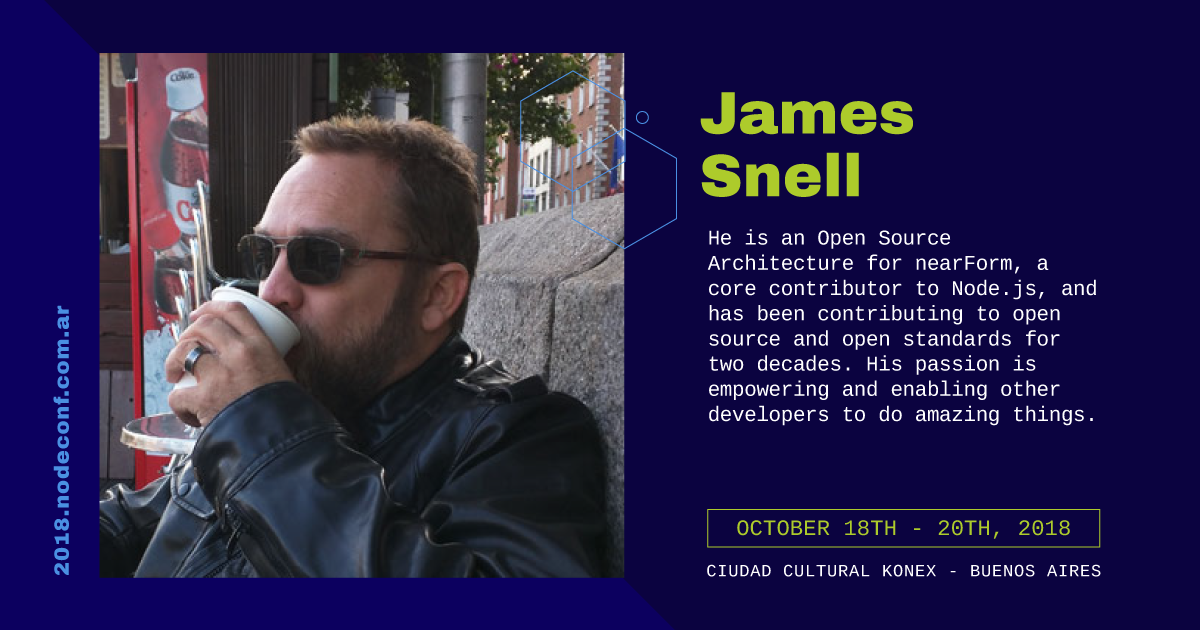 James
Snell
He is an Open Source
Architecture for nearForm, a
core contributor to Node.js, and
has been contributing to open
source and open standards for
two decades. His passion is
empowering and enabling other
developers to do amazing things.
OCTOBER 18TH - 20TH, 2018
CIUDAD CULTURAL KONEX - BUENOS AIRES
2018.nodeconf.com.ar